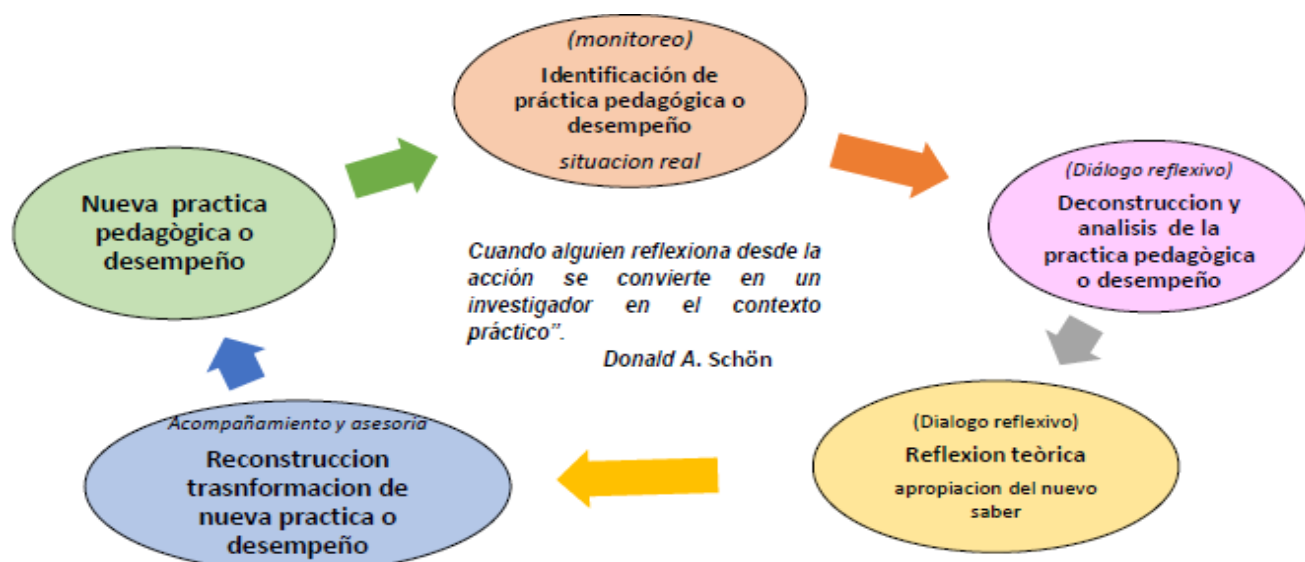 (monitoreo)
Identificación de
práctica pedagógica o
desempeño
situacion real
(Diálogo reflexivo)
Deconstruccion y
analisis de la
practica pedagògica
o desempeño
(Dialogo reflexivo)
Reflexion teòrica
apropiacion del nuevo
saber
Acompañamiento y asesoría
Reconstruccion
trasnformacion de
nueva practica o
desempeño
Nueva practica
pedagògica o
desempeño
Cuando alguien reflexiona desde la
acción se convierte en un
investigador en el contexto
práctico”.
Donald A. Schön